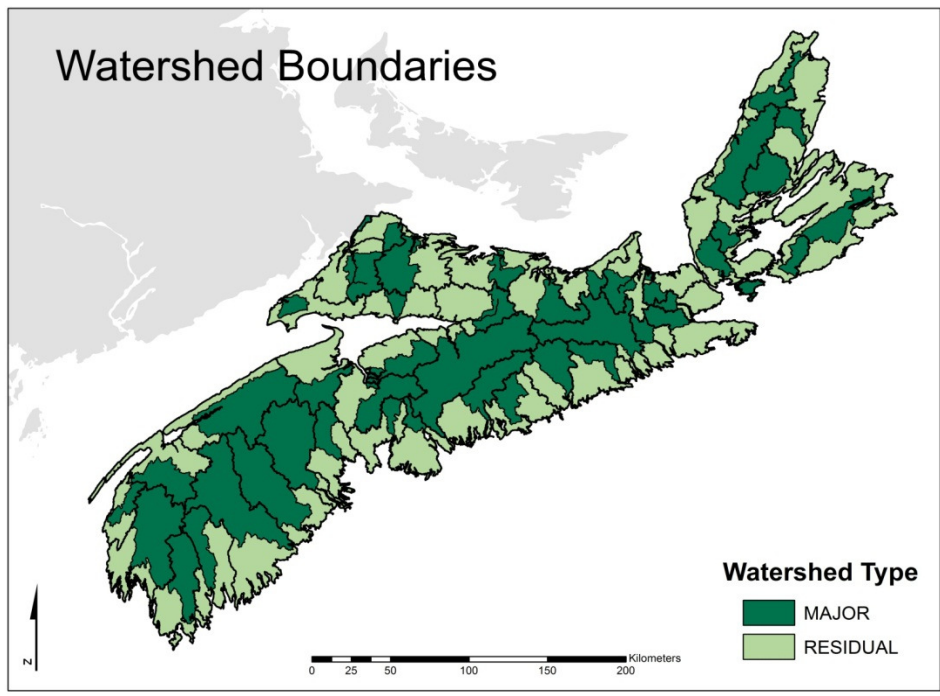 Watershed Boundaries
Watershed Type
MAJOR
RESIDUAL
Z
Kilometers
0 25 50 100 150 200